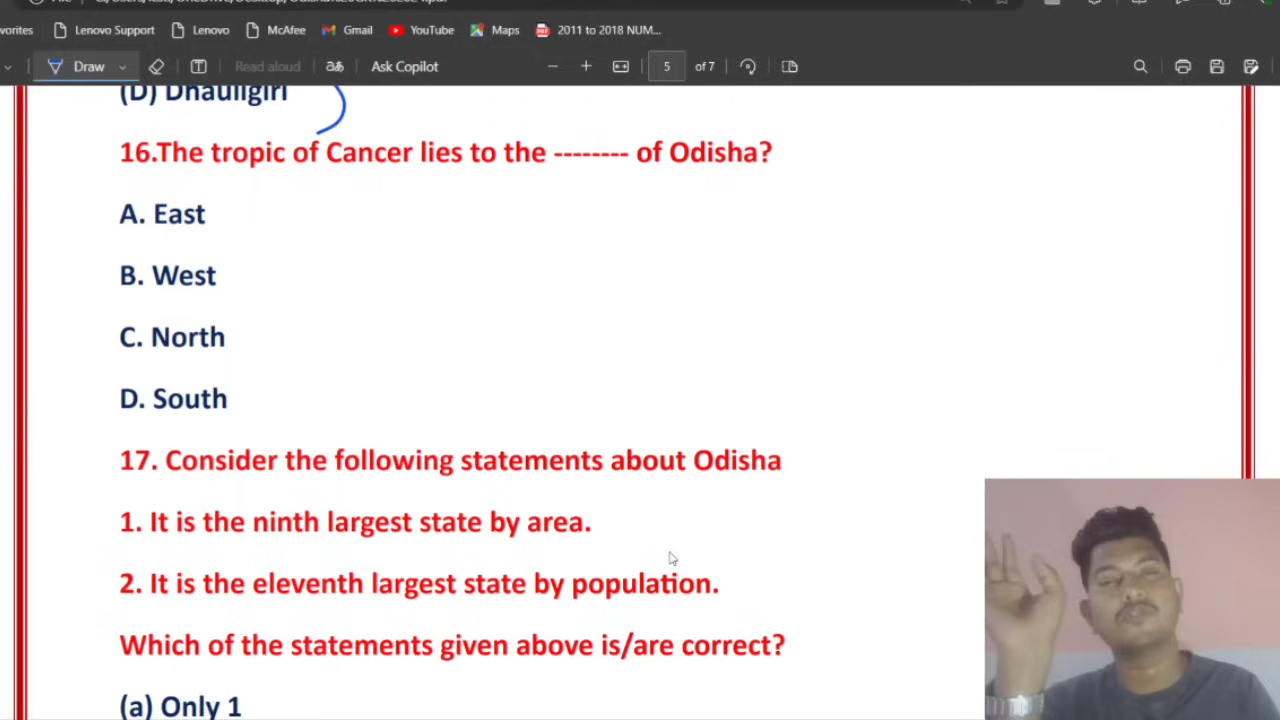 vorites Lenovo Support Lenovo McAfee Gmail YouTube Maps 2011 to 2018 NUM...
Draw Read aloud aあ Ask Copilot 5 of 7
(D) Dhauligiri
16.The tropic of Cancer lies to the -------- of Odisha?
A. East
B. West
C. North
D. South
17. Consider the following statements about Odisha
1. It is the ninth largest state by area.
2. It is the eleventh largest state by population.
Which of the statements given above is/are correct?
(a) Only 1